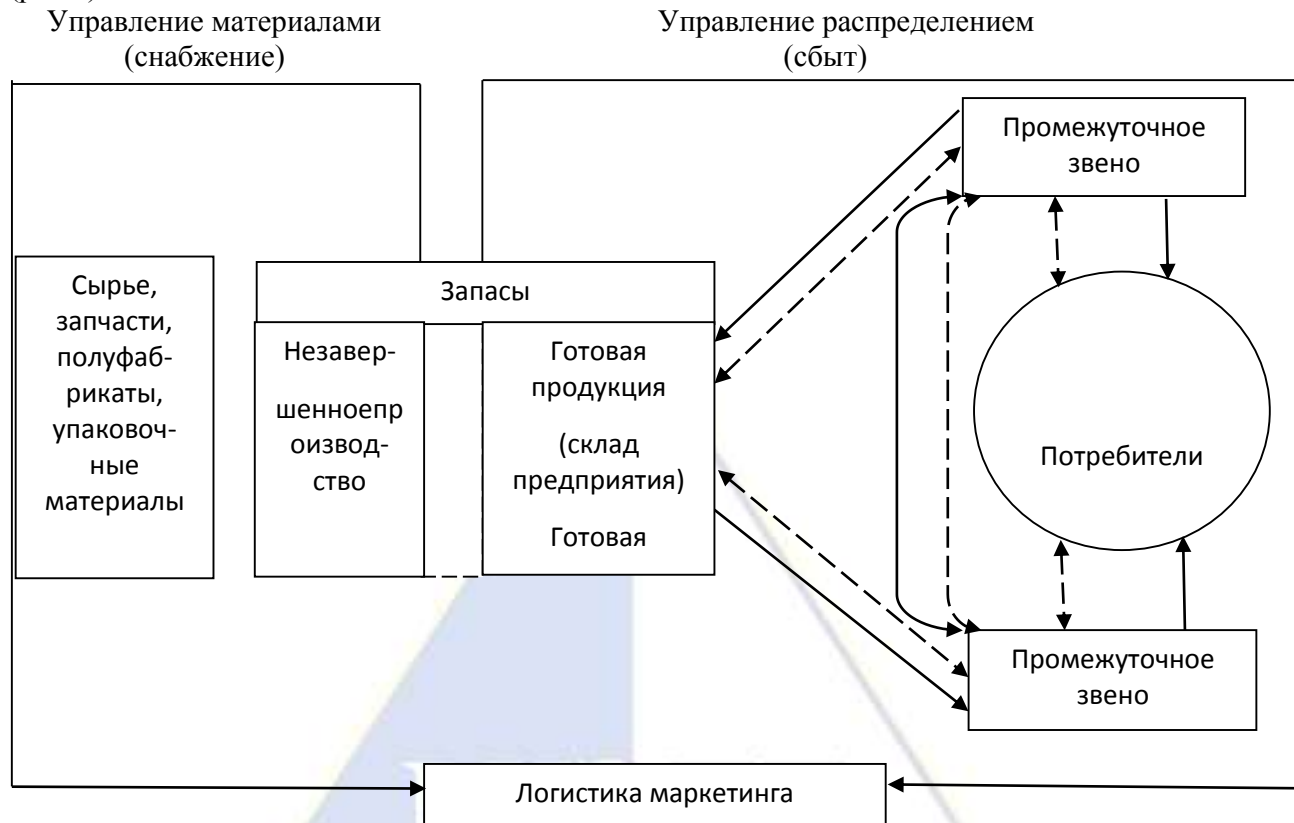 Управление материалами
(снабжение)
Управление распределением
(сбыт)
Промежуточное
звено
Сырье,
запчасти,
полуфаб-
рикаты,
упаковоч-
ные
материалы
Запасы
Незавер-
шенноепр
оизвод-
ство
Готовая
продукция
(склад
предприятия)
Готовая
Потребители
Промежуточное
звено
Логистика маркетинга